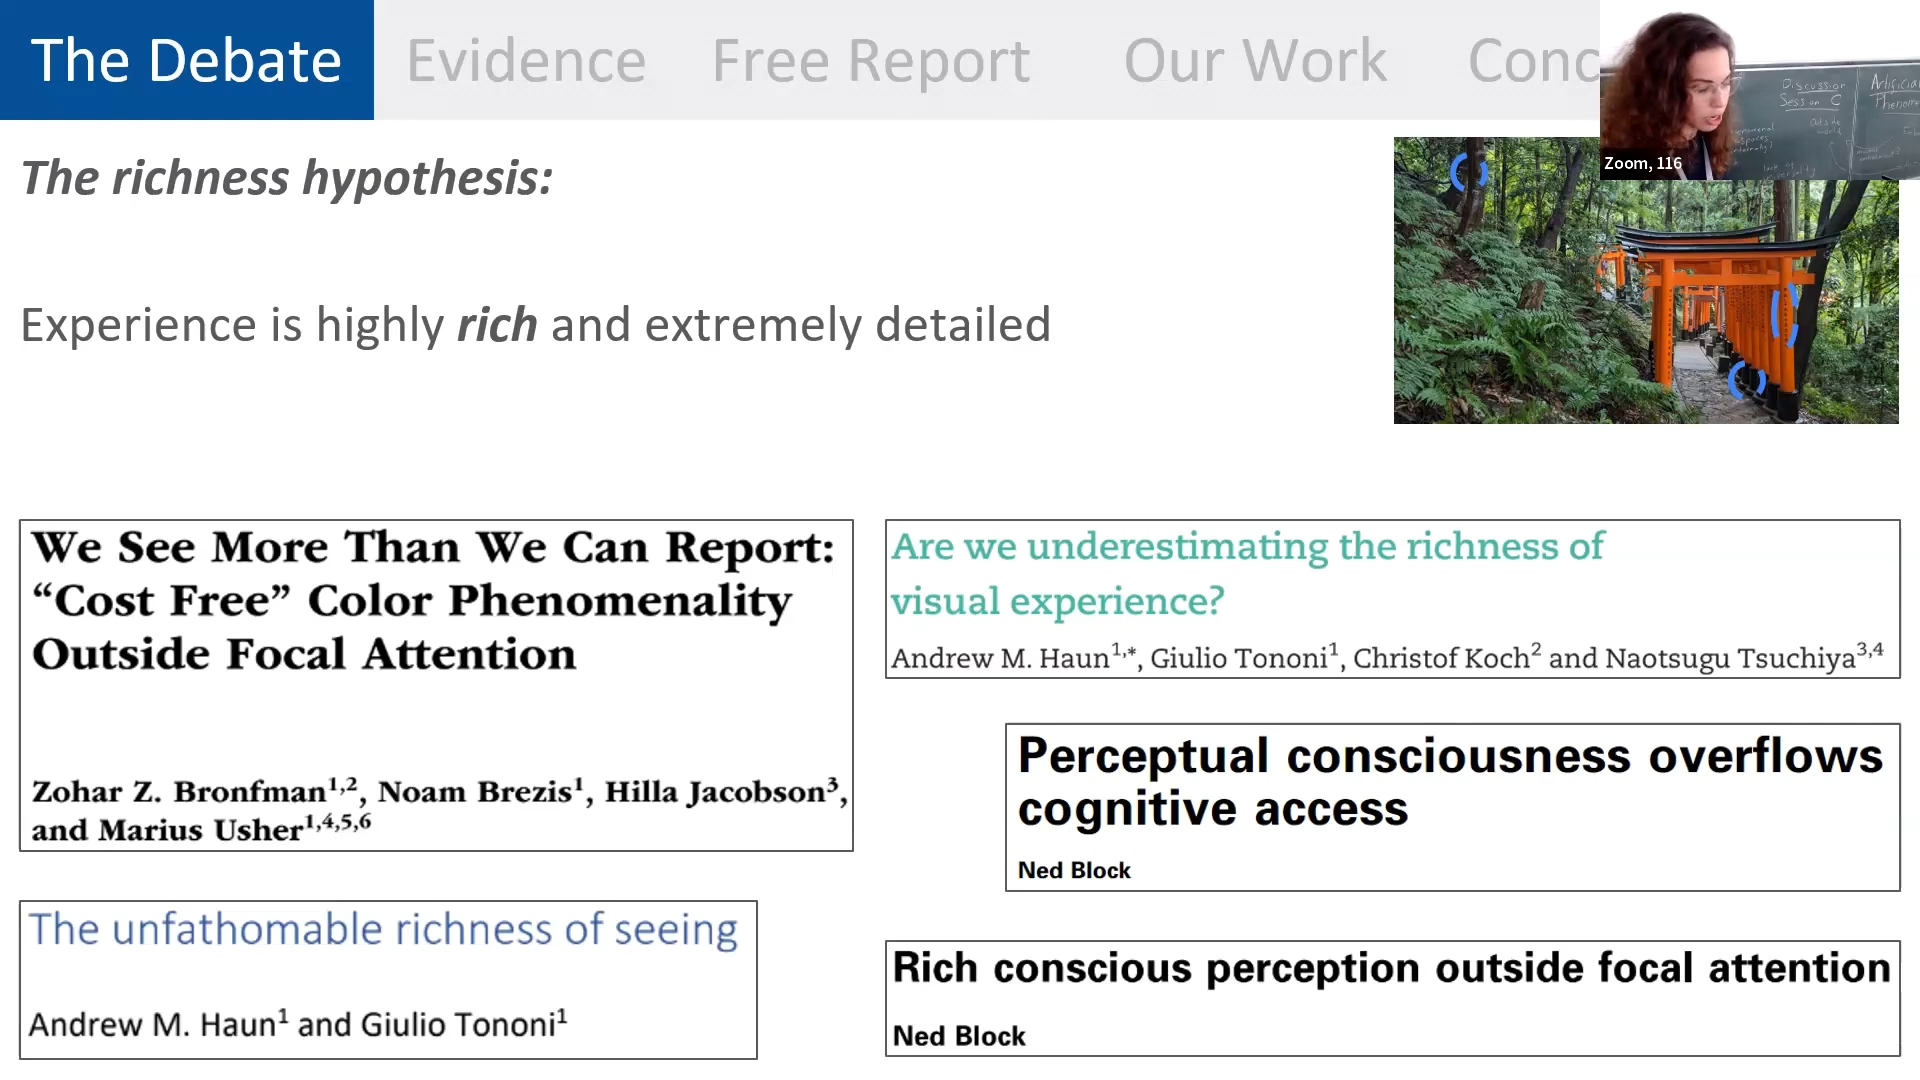 The Debate
Evidence
Free Report
Our Work
Conc
Discussion
Session C
Artificia
Phenom
Zoom, 116
The richness hypothesis:
Experience is highly rich and extremely detailed
We See More Than We Can Report:
“Cost Free” Color Phenomenality
Outside Focal Attention
Zohar Z. Bronfman1,2, Noam Brezis1, Hilla Jacobson3,
and Marius Usher1,4,5,6
Are we underestimating the richness of
visual experience?
Andrew M. Haun1,*, Giulio Tononi1, Christof Koch2 and Naotsugu Tsuchiya3,4
Perceptual consciousness overflows
cognitive access
Ned Block
The unfathomable richness of seeing
Andrew M. Haun1 and Giulio Tononi1
Rich conscious perception outside focal attention
Ned Block